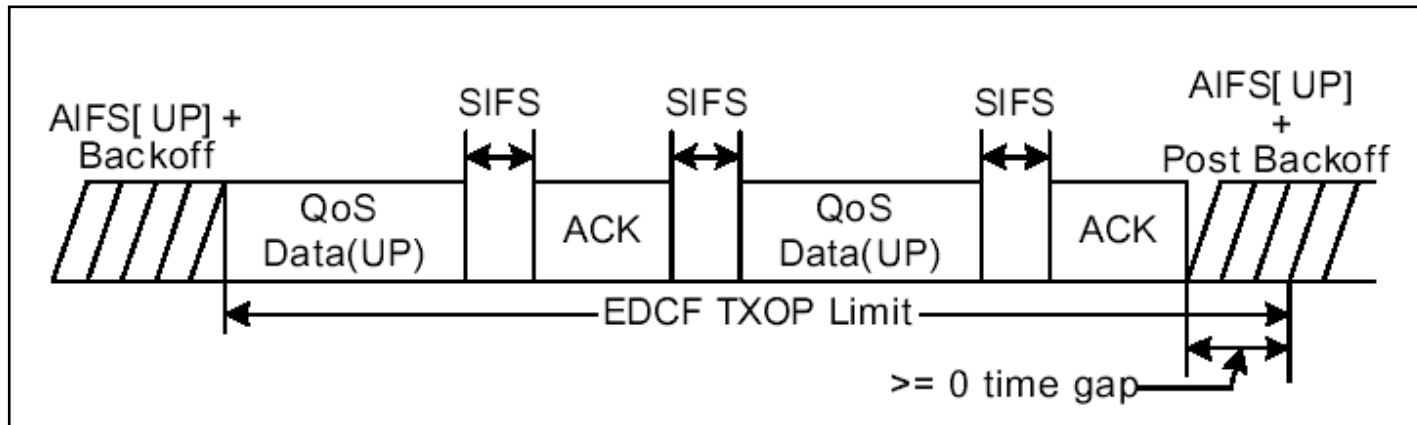 AIFS[ UP] +
Backoff
SIFS
SIFS
SIFS
AIFS[ UP]
+
Post Backoff
QoS
Data(UP)
ACK
QoS
Data(UP)
ACK
EDCF TXOP Limit
>= 0 time gap